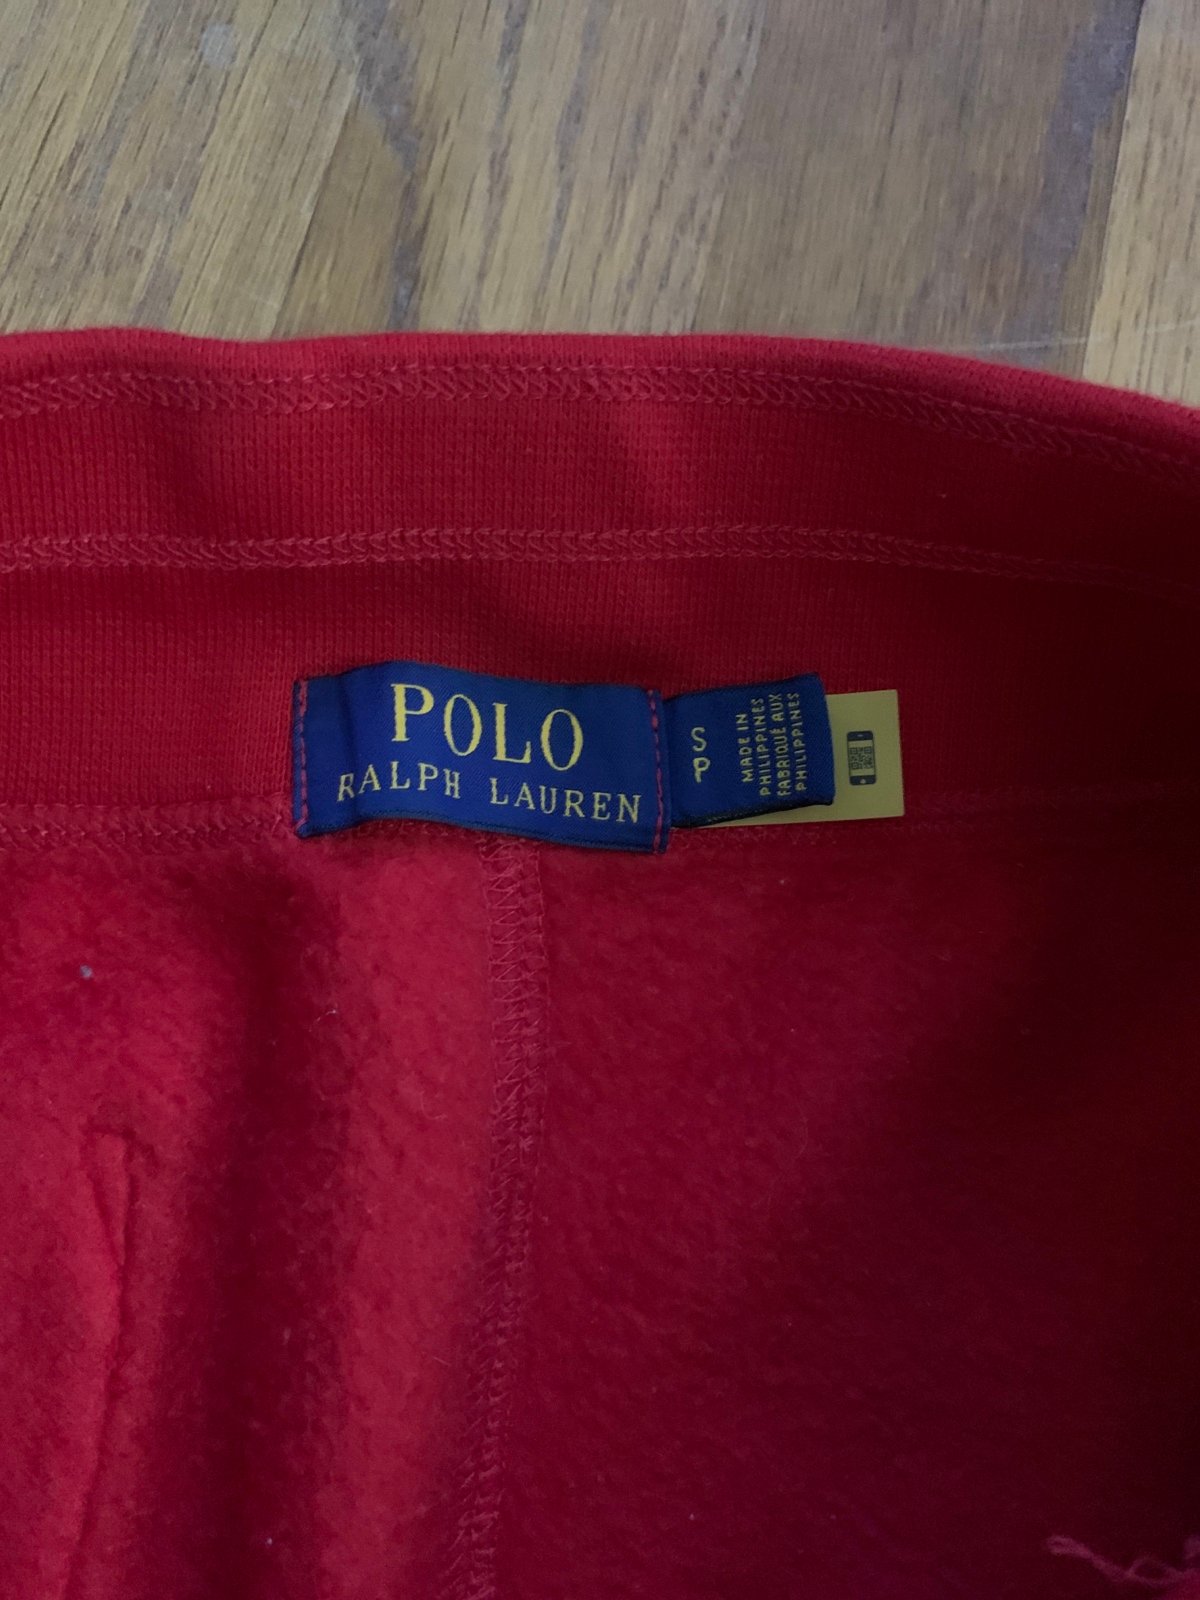 POLO
RALPH LAUREN
S
P
MADE IN
PHILIPPINES
FABRIQUÉ AUX
PHILIPPINES